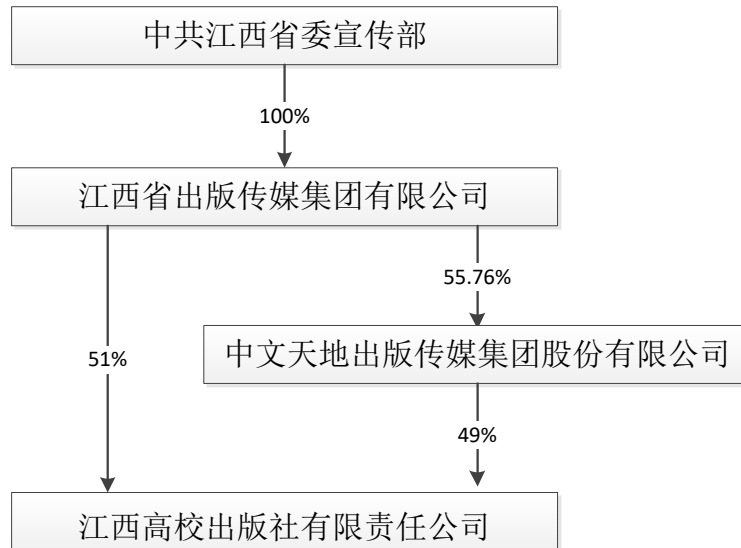 中共江西省委宣传部
100%
江西省出版传媒集团有限公司
55.76%
中文天地出版传媒集团股份有限公司
51%
49%
江西高校出版社有限责任公司